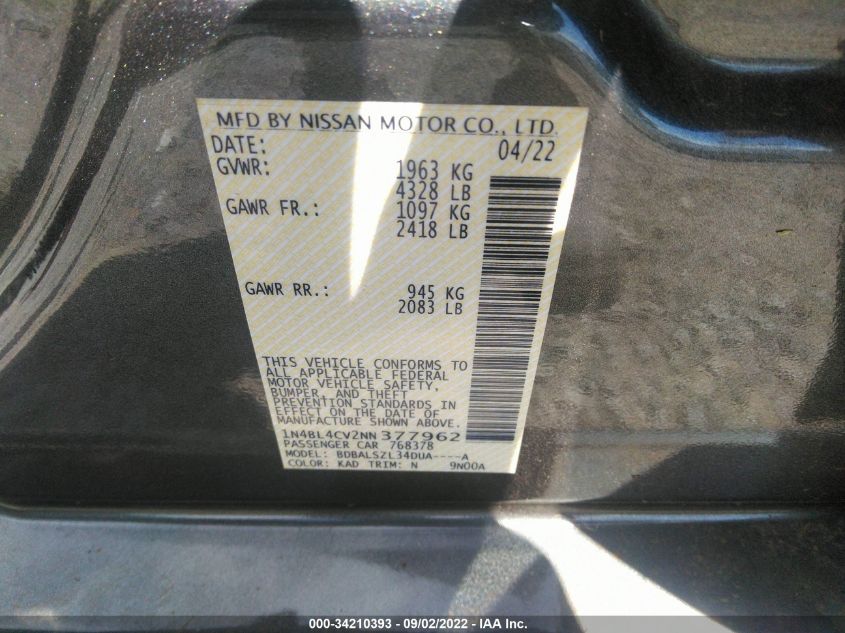 MFD BY NISSAN MOTOR CO., LTD.
DATE: 04/22
GVWR: 1963 KG
4328 LB
GAWR FR.: 1097 KG
2418 LB
GAWR RR.: 945 KG
2083 LB
THIS VEHICLE CONFORMS TO
ALL APPLICABLE FEDERAL
MOTOR VEHICLE SAFETY,
BUMPER, AND THEFT
PREVENTION STANDARDS IN
EFFECT ON THE DATE OF
MANUFACTURE SHOWN ABOVE.
1N4BL4CV2NN377962
PASSENGER CAR 768378
MODEL: BDBALSZL34DUA----A
COLOR: KAD TRIM: N 9N00A
000-34210393 - 09/02/2022 - IAA Inc.